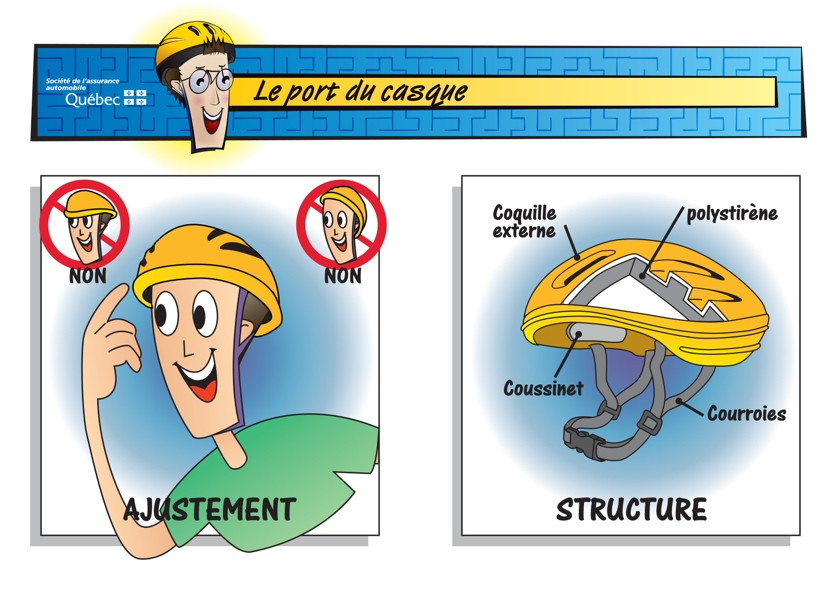 Société de l'assurance
automobile
Québec
Le port du casque
NON
NON
AJUSTEMENT
Coquille
externe
polystirène
Coussinet
Courroies
STRUCTURE